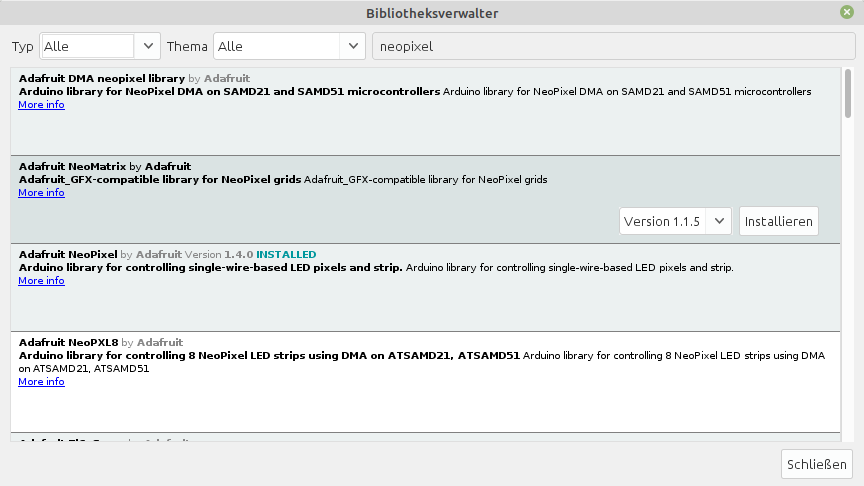 Bibliotheksverwalter
Typ Alle Thema Alle neopixel
Adafruit DMA neopixel library by Adafruit
Arduino library for NeoPixel DMA on SAMD21 and SAMD51 microcontrollers Arduino library for NeoPixel DMA on SAMD21 and SAMD51 microcontrollers
More info
Adafruit NeoMatrix by Adafruit
Adafruit_GFX-compatible library for NeoPixel grids Adafruit_GFX-compatible library for NeoPixel grids
More info
Version 1.1.5 Installieren
Adafruit NeoPixel by Adafruit Version 1.4.0 INSTALLED
Arduino library for controlling single-wire-based LED pixels and strip. Arduino library for controlling single-wire-based LED pixels and strip.
More info
Adafruit NeoPXL8 by Adafruit
Arduino library for controlling 8 NeoPixel LED strips using DMA on ATSAMD21, ATSAMD51 Arduino library for controlling 8 NeoPixel LED strips using DMA
on ATSAMD21, ATSAMD51
More info
Schließen